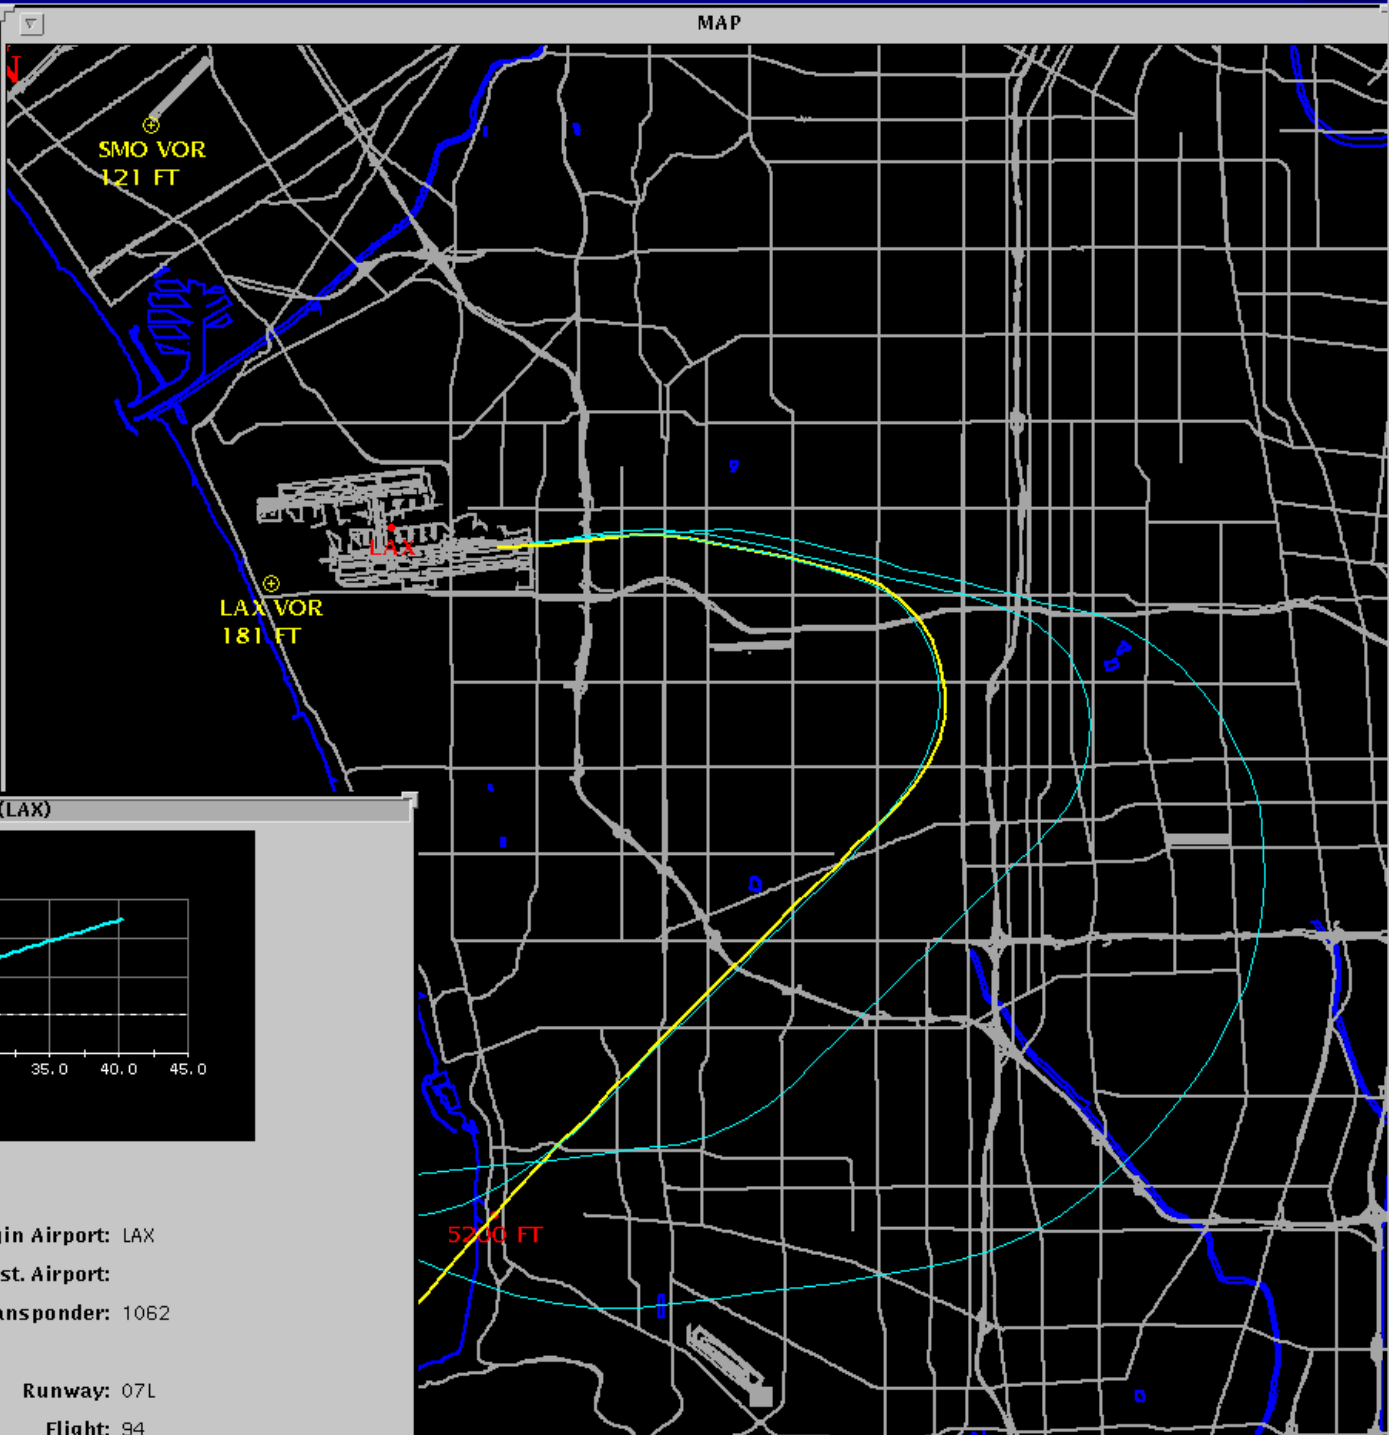 MAP
N
SMO VOR
121 FT
LAX
LAX VOR
181 FT
(LAX)
35.0 40.0 45.0
in Airport: LAX
st. Airport:
ansponder: 1062
5200 FT
Runway: 07L
Flight: 94